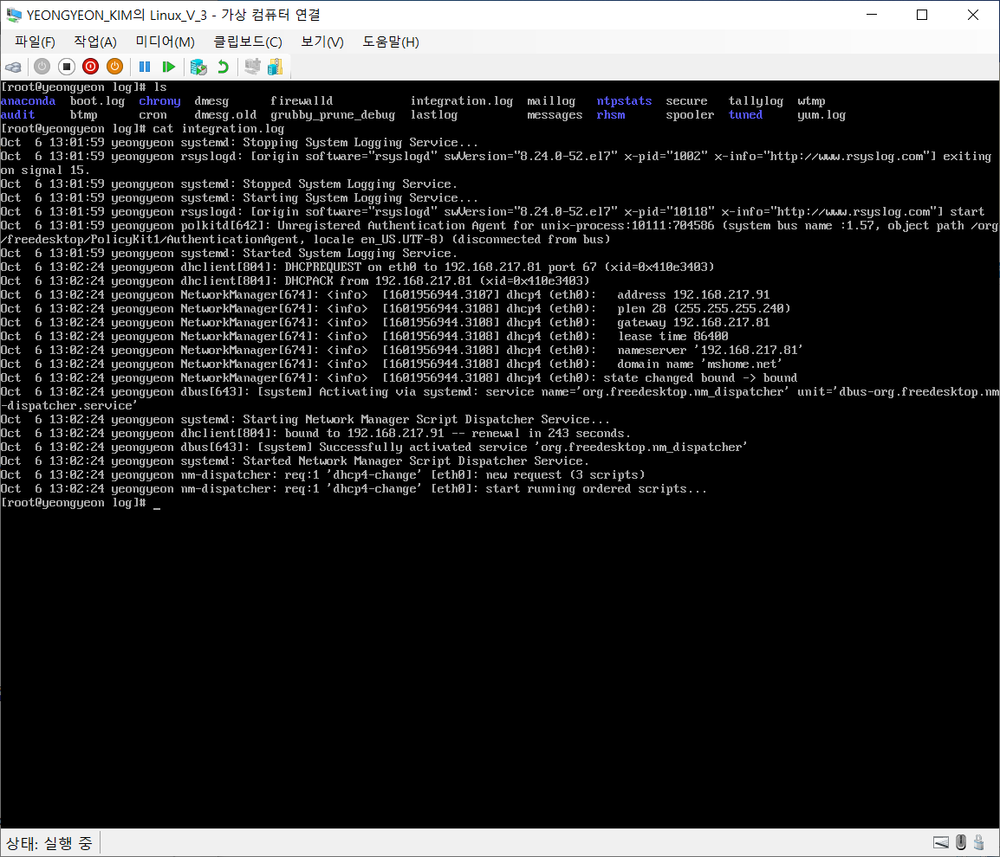 YEONGYEON_KIM의 Linux_V_3 - 가상 컴퓨터 연결
파일(F) 작업(A) 미디어(M) 클립보드(C) 보기(V) 도움말(H)
[root@yeongyeon log]# ls
anaconda boot.log chrony dmesg firewalld integration.log maillog ntpstats secure tallylog wtmp
audit btmp cron dmesg.old grubby_prune_debug lastlog messages rhsm spooler tuned yum.log
[root@yeongyeon log]# cat integration.log
Oct  6 13:01:59 yeongyeon systemd: Stopping System Logging Service...
Oct  6 13:01:59 yeongyeon rsyslogd: [origin software="rsyslogd" swVersion="8.24.0-52.el7" x-pid="1002" x-info="http://www.rsyslog.com"] exiting
on signal 15.
Oct  6 13:01:59 yeongyeon systemd: Stopped System Logging Service.
Oct  6 13:01:59 yeongyeon systemd: Starting System Logging Service...
Oct  6 13:01:59 yeongyeon rsyslogd: [origin software="rsyslogd" swVersion="8.24.0-52.el7" x-pid="10118" x-info="http://www.rsyslog.com"] start
Oct  6 13:01:59 yeongyeon polkitd[642]: Unregistered Authentication Agent for unix-process:10111:704586 (system bus name :1.57, object path /org
/freedesktop/PolicyKit1/AuthenticationAgent, locale en_US.UTF-8) (disconnected from bus)
Oct  6 13:01:59 yeongyeon systemd: Started System Logging Service.
Oct  6 13:02:24 yeongyeon dhclient[804]: DHCPREQUEST on eth0 to 192.168.217.81 port 67 (xid=0x410e3403)
Oct  6 13:02:24 yeongyeon dhclient[804]: DHCPACK from 192.168.217.81 (xid=0x410e3403)
Oct  6 13:02:24 yeongyeon NetworkManager[674]: <info>  [1601956944.3107] dhcp4 (eth0):   address 192.168.217.91
Oct  6 13:02:24 yeongyeon NetworkManager[674]: <info>  [1601956944.3108] dhcp4 (eth0):   plen 28 (255.255.255.240)
Oct  6 13:02:24 yeongyeon NetworkManager[674]: <info>  [1601956944.3108] dhcp4 (eth0):   gateway 192.168.217.81
Oct  6 13:02:24 yeongyeon NetworkManager[674]: <info>  [1601956944.3108] dhcp4 (eth0):   lease time 86400
Oct  6 13:02:24 yeongyeon NetworkManager[674]: <info>  [1601956944.3108] dhcp4 (eth0):   nameserver '192.168.217.81'
Oct  6 13:02:24 yeongyeon NetworkManager[674]: <info>  [1601956944.3108] dhcp4 (eth0):   domain name 'mshome.net'
Oct  6 13:02:24 yeongyeon NetworkManager[674]: <info>  [1601956944.3108] dhcp4 (eth0): state changed bound -> bound
Oct  6 13:02:24 yeongyeon dbus[643]: [system] Activating via systemd: service name='org.freedesktop.nm_dispatcher' unit='dbus-org.freedesktop.nm
-dispatcher.service'
Oct  6 13:02:24 yeongyeon systemd: Starting Network Manager Script Dispatcher Service...
Oct  6 13:02:24 yeongyeon dhclient[804]: bound to 192.168.217.91 -- renewal in 243 seconds.
Oct  6 13:02:24 yeongyeon dbus[643]: [system] Successfully activated service 'org.freedesktop.nm_dispatcher'
Oct  6 13:02:24 yeongyeon systemd: Started Network Manager Script Dispatcher Service.
Oct  6 13:02:24 yeongyeon nm-dispatcher: req:1 'dhcp4-change' [eth0]: new request (3 scripts)
Oct  6 13:02:24 yeongyeon nm-dispatcher: req:1 'dhcp4-change' [eth0]: start running ordered scripts...
[root@yeongyeon log]# _
상태: 실행 중